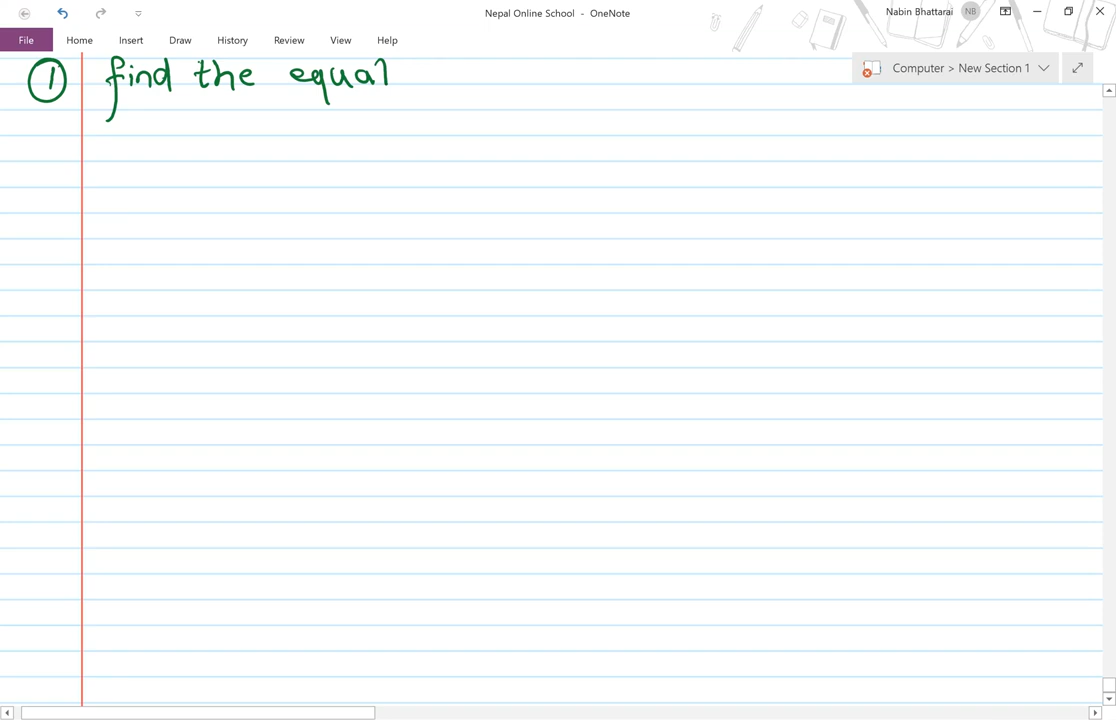 Nepal Online School - OneNote
Nabin Bhattarai NB
File Home Insert Draw History Review View Help
Computer > New Section 1
① find the equal